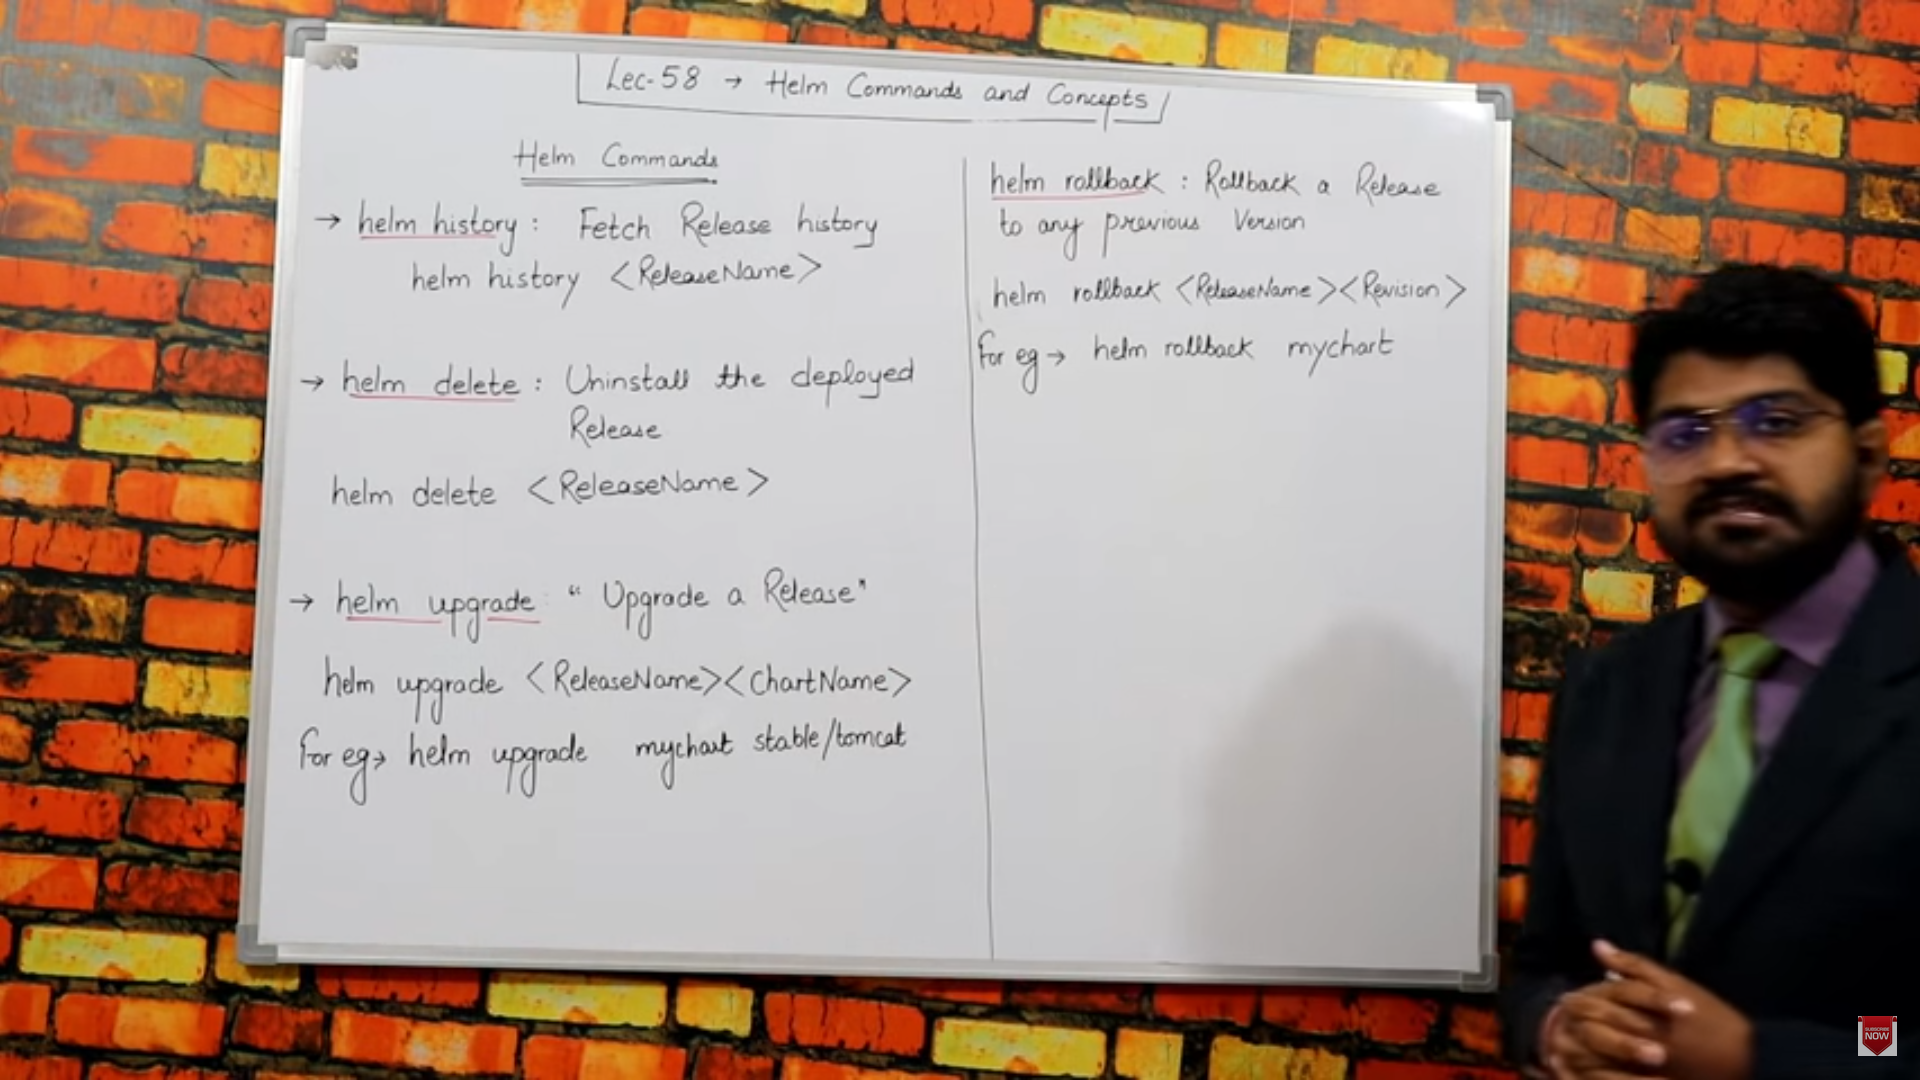 Lec-58 → Helm Commands and Concepts
Helm Commands
→ helm history : Fetch Release history
helm history <ReleaseName>
→ helm delete : Uninstall the deployed
Release
helm delete <ReleaseName>
→ helm upgrade : "Upgrade a Release"
helm upgrade <ReleaseName><ChartName>
For eg→ helm upgrade mychart stable/tomcat
helm rollback : Rollback a Release
to any previous Version
helm rollback <ReleaseName><Revision>
For eg → helm rollback mychart
SUBSCRIBE
NOW